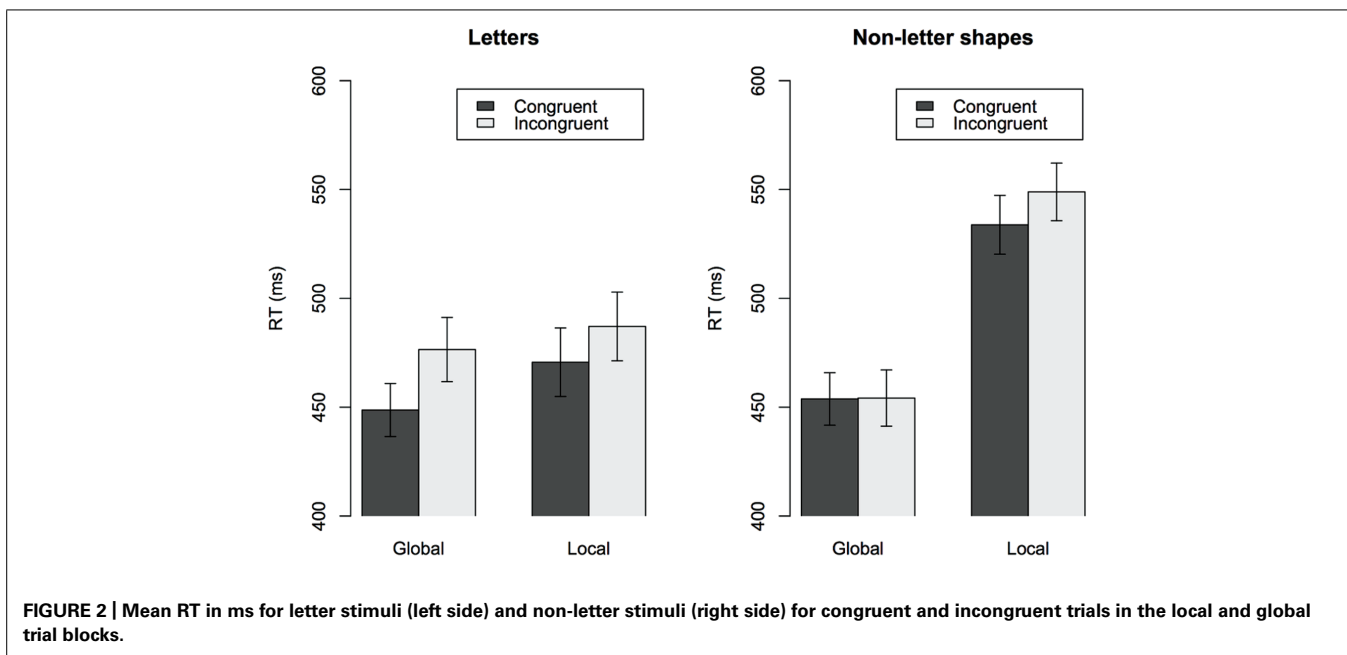 Letters
600
550
500
450
400
RT (ms)
Congruent
Incongruent
Global
Local
Non-letter shapes
600
550
500
450
400
RT (ms)
Congruent
Incongruent
Global
Local
FIGURE 2 | Mean RT in ms for letter stimuli (left side) and non-letter stimuli (right side) for congruent and incongruent trials in the local and global
trial blocks.